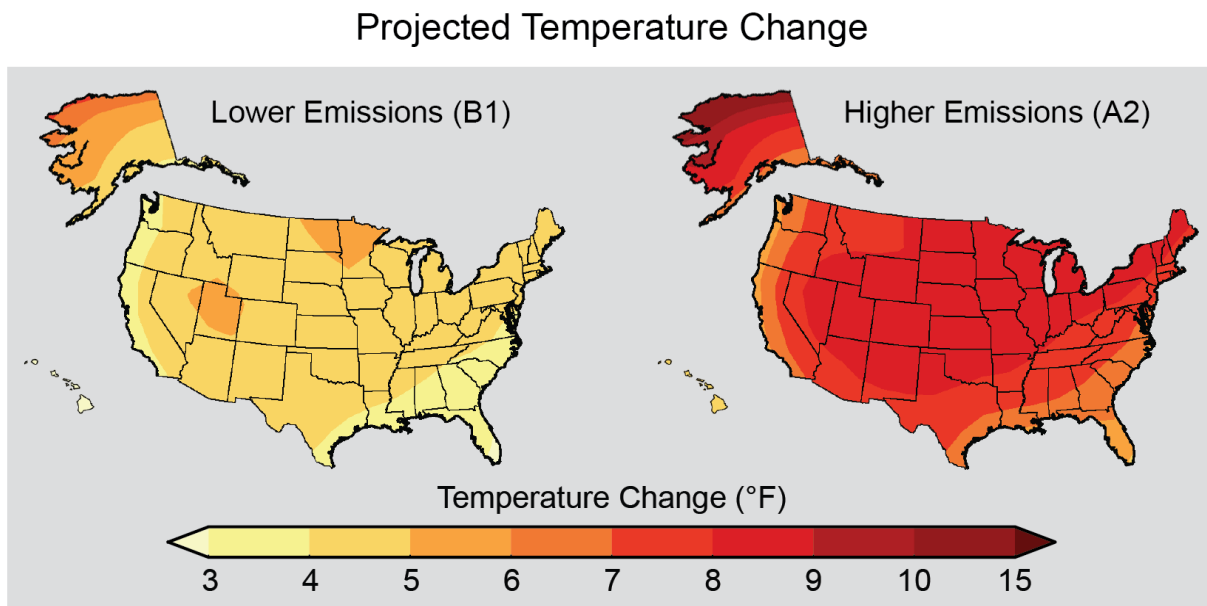 Projected Temperature Change
Lower Emissions (B1)
Higher Emissions (A2)
Temperature Change (°F)
3 4 5 6 7 8 9 10 15